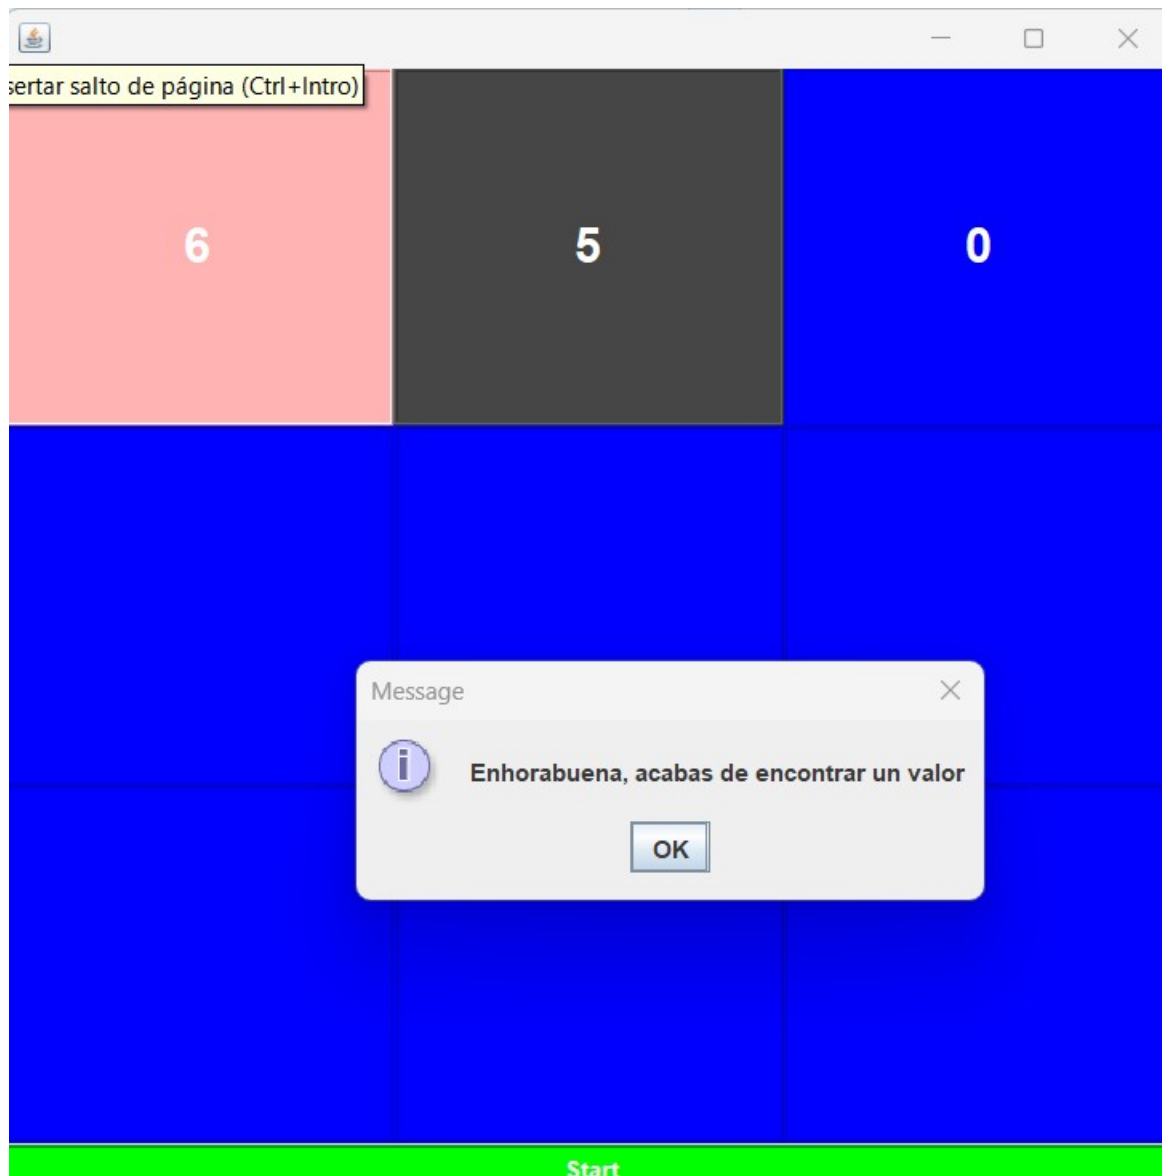 sertar salto de página (Ctrl+Intro)
6 5 0
Message
Enhorabuena, acabas de encontrar un valor
OK
Start